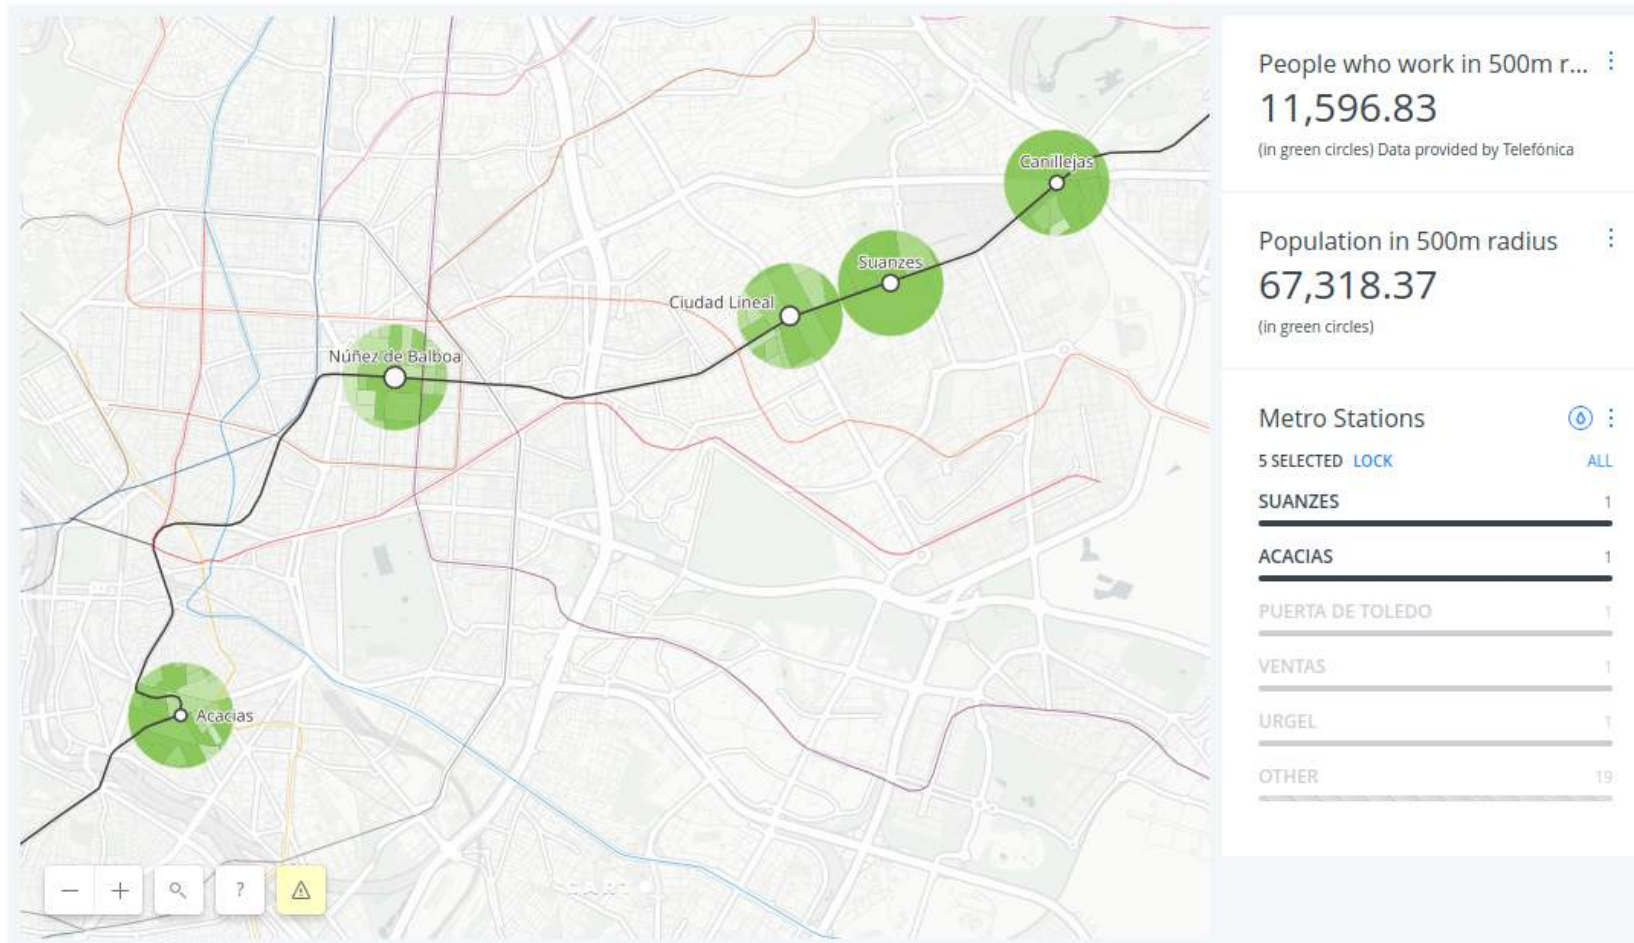 Canillejas
Suanzes
Ciudad Lineal
Núñez de Balboa
Acacias
?
People who work in 500m r...
11,596.83
(in green circles) Data provided by Telefónica
Population in 500m radius
67,318.37
(in green circles)
Metro Stations
5 SELECTED LOCK ALL
SUANZES 1
ACACIAS 1
PUERTA DE TOLEDO 1
VENTAS 1
URGEL 1
OTHER 19